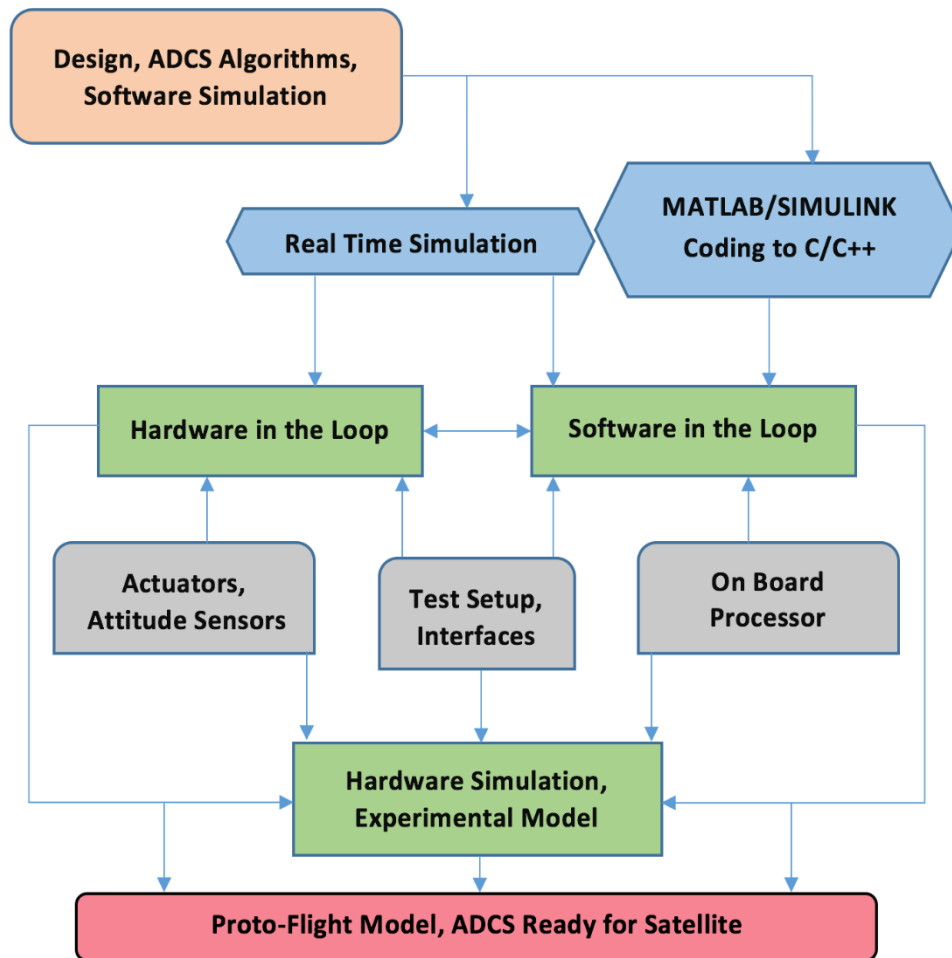 Design, ADCS Algorithms,
Software Simulation
MATLAB/SIMULINK
Coding to C/C++
Real Time Simulation
Hardware in the Loop
Software in the Loop
Actuators,
Attitude Sensors
Test Setup,
Interfaces
On Board
Processor
Hardware Simulation,
Experimental Model
Proto-Flight Model, ADCS Ready for Satellite